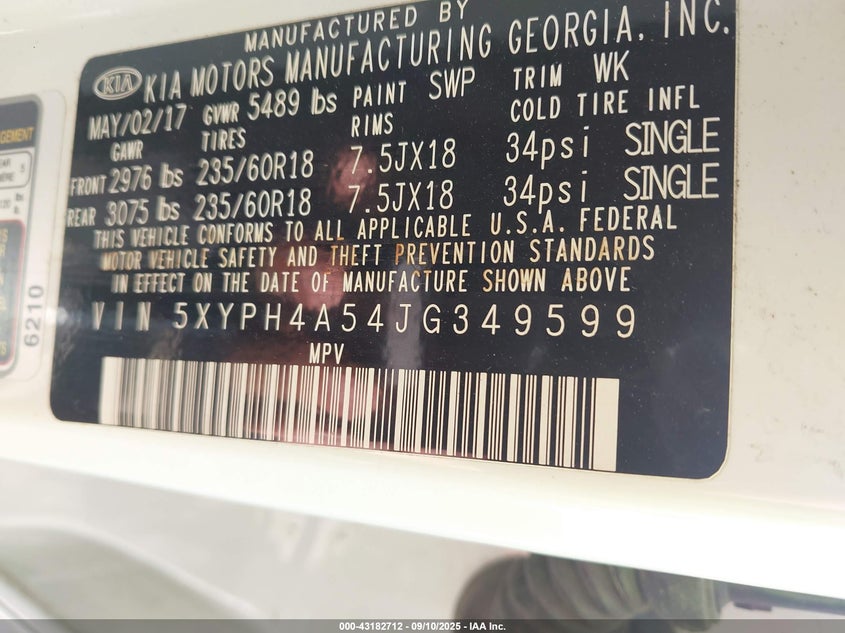 MANUFACTURED BY
KIA KIA MOTORS MANUFACTURING GEORGIA, INC.
MAY/02/17 GVWR 5489 lbs PAINT SWP TRIM WK
GAWR TIRES RIMS COLD TIRE INFL
FRONT 2976 lbs 235/60R18 7.5JX18 34psi SINGLE
REAR 3075 lbs 235/60R18 7.5JX18 34psi SINGLE
THIS VEHICLE CONFORMS TO ALL APPLICABLE U.S.A. FEDERAL
MOTOR VEHICLE SAFETY AND THEFT PREVENTION STANDARDS
IN EFFECT ON THE DATE OF MANUFACTURE SHOWN ABOVE
VIN 5XYPH4A54JG349599
MPV
6210
000-43182712 - 09/10/2025 - IAA Inc.